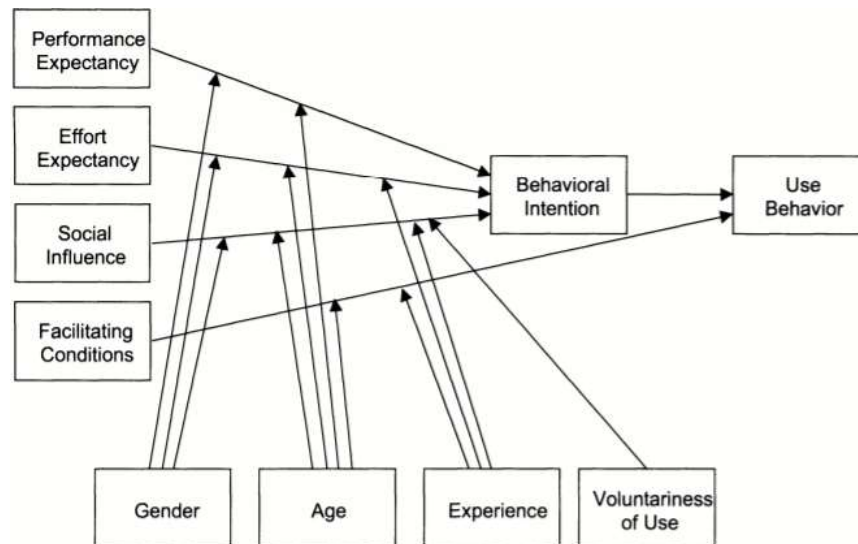 Performance
Expectancy
Effort
Expectancy
Social
Influence
Facilitating
Conditions
Behavioral
Intention
Use
Behavior
Gender
Age
Experience
Voluntariness
of Use